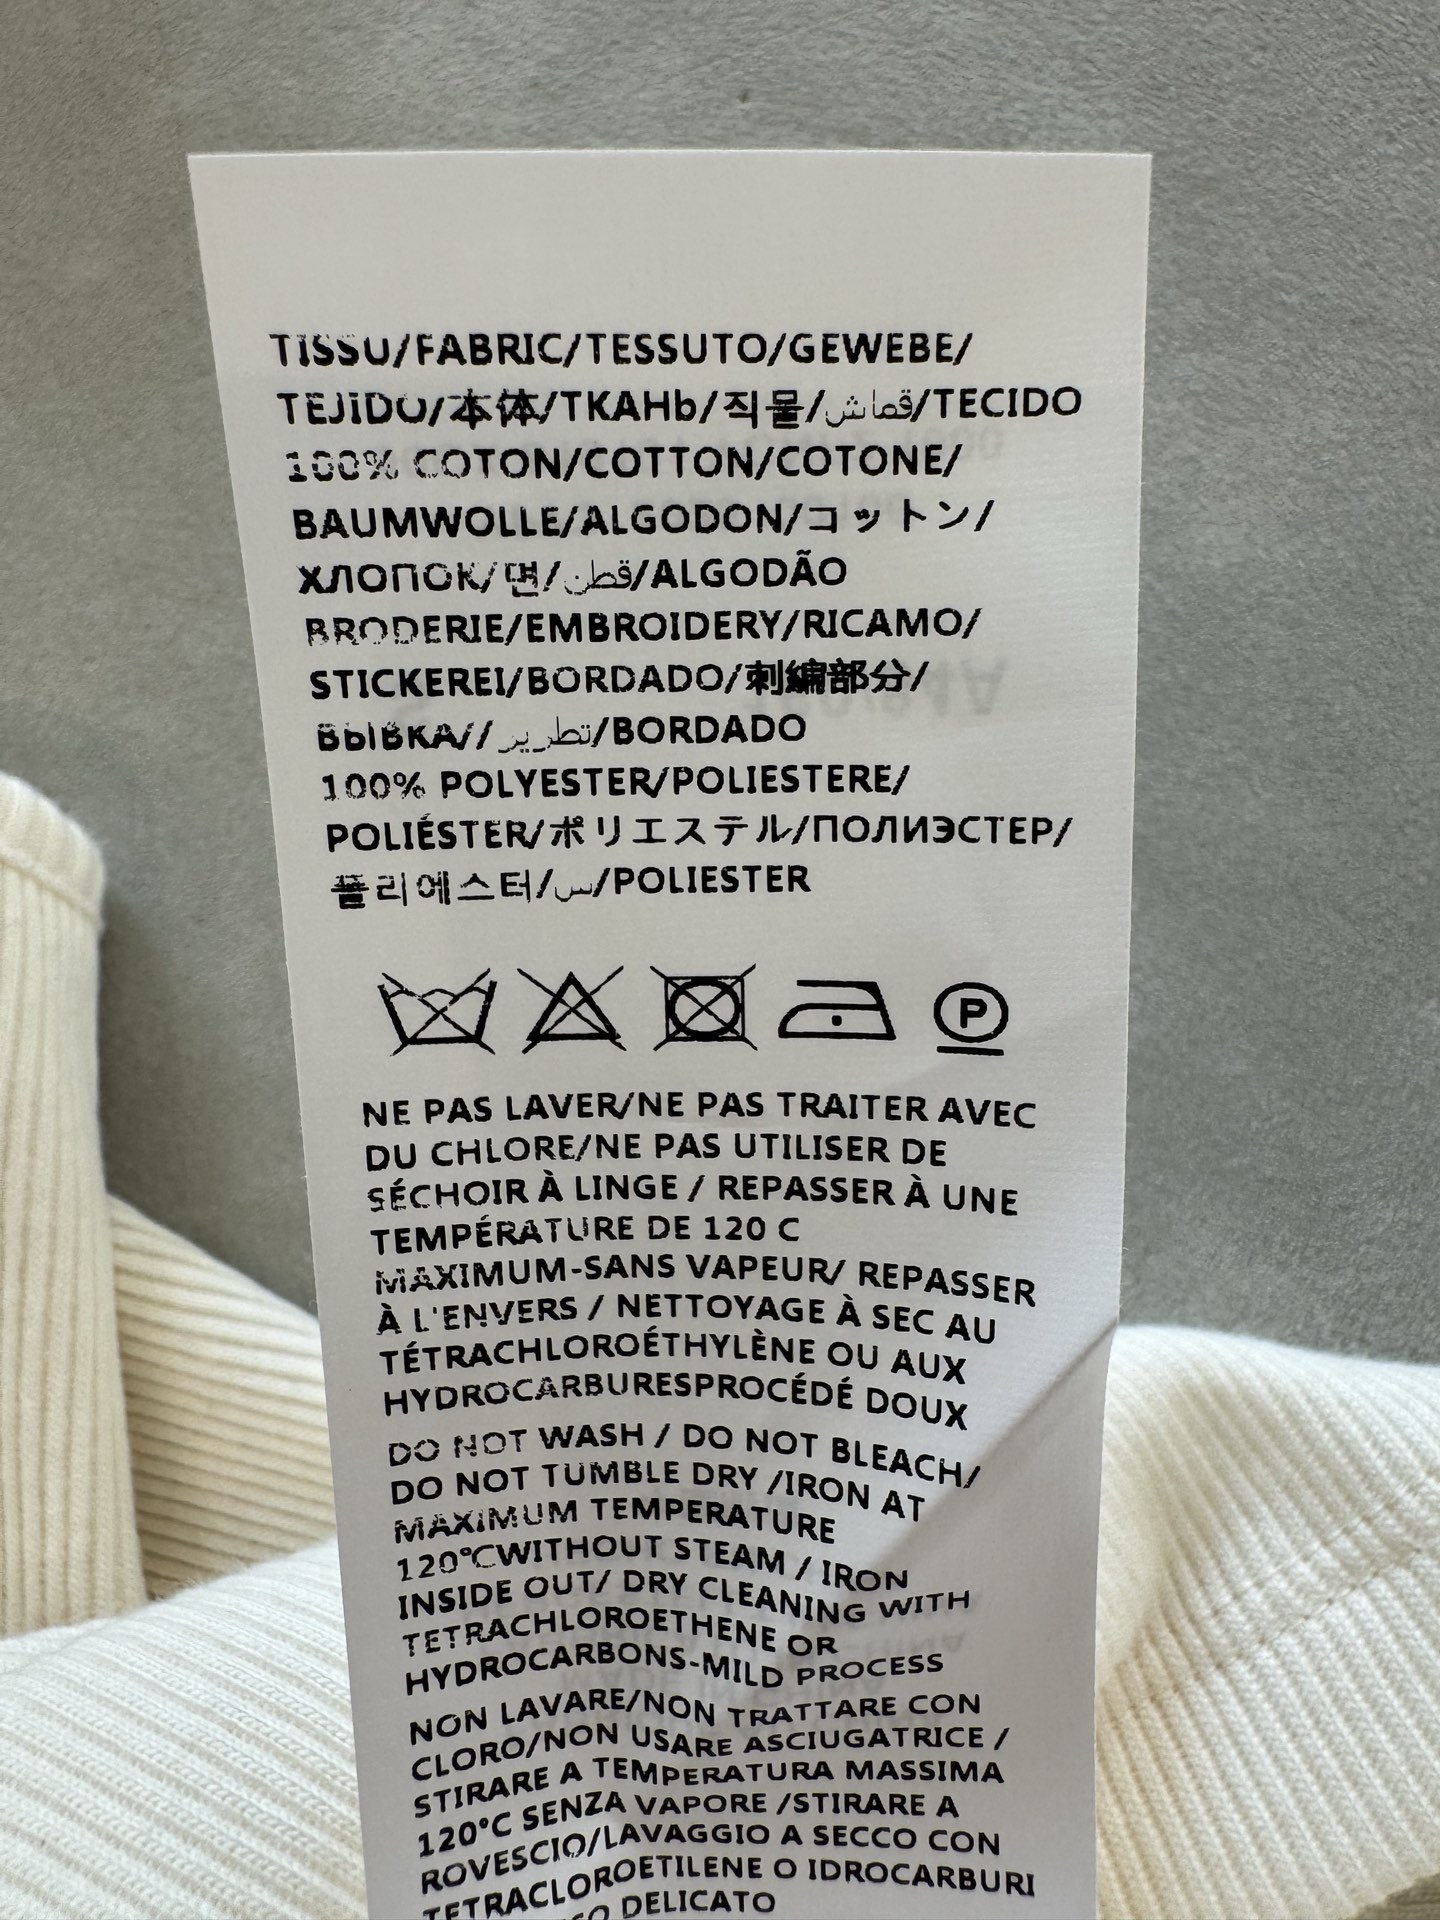 TISSU/FABRIC/TESSUTO/GEWEBE/
TEJIDO/本体/TKAHb/직물/قماش/TECIDO
100% COTON/COTTON/COTONE/
BAUMWOLLE/ALGODON/コットン/
ХЛОПОК/면/قطن/ALGODÃO
BRODERIE/EMBROIDERY/RICAMO/
STICKEREI/BORDADO/刺編部分/
ВЫВКА//تطریز/BORDADO
100% POLYESTER/POLIESTERE/
POLIÉSTER/ポリエステル/ПОЛИЭСТЕР/
폴리에스터/س/POLIESTER
P
NE PAS LAVER/NE PAS TRAITER AVEC
DU CHLORE/NE PAS UTILISER DE
SÉCHOIR À LINGE / REPASSER À UNE
TEMPÉRATURE DE 120 C
MAXIMUM-SANS VAPEUR/ REPASSER
À L'ENVERS / NETTOYAGE À SEC AU
TÉTRACHLOROÉTHYLÈNE OU AUX
HYDROCARBURESPROCÉDÉ DOUX
DO NOT WASH / DO NOT BLEACH/
DO NOT TUMBLE DRY /IRON AT
MAXIMUM TEMPERATURE
120°CWITHOUT STEAM / IRON
INSIDE OUT/ DRY CLEANING WITH
TETRACHLOROETHENE OR
HYDROCARBONS-MILD PROCESS
NON LAVARE/NON TRATTARE CON
CLORO/NON USARE ASCIUGATRICE /
STIRARE A TEMPERATURA MASSIMA
120°C SENZA VAPORE /STIRARE A
ROVESCIO/LAVAGGIO A SECCO CON
TETRACLOROETILENE O IDROCARBURI
DELICATO